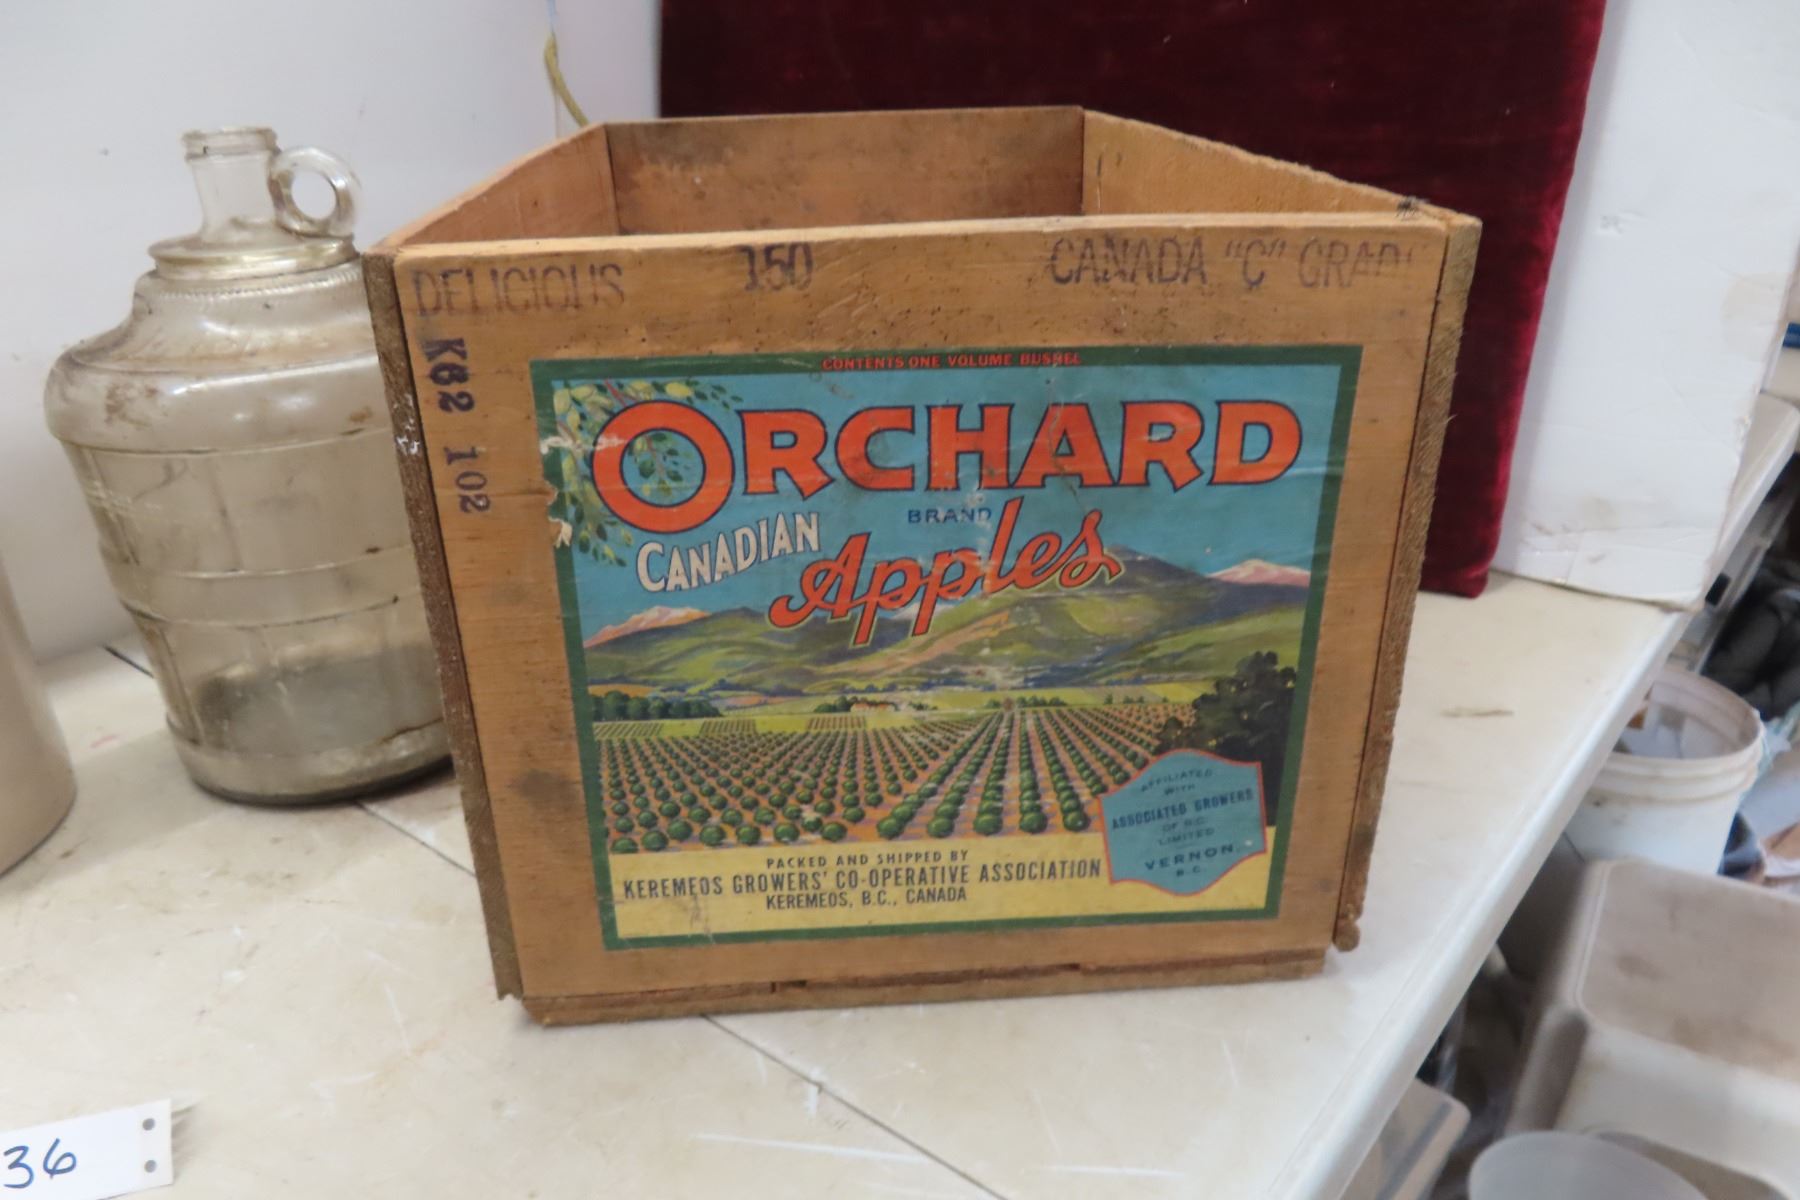 DELICIOUS 150 CANADA "C" GRADE
K62 102
CONTENTS ONE VOLUME BUSHEL
ORCHARD
BRAND
CANADIAN Apples
AFFILIATED
WITH
ASSOCIATED GROWERS
OF B.C.
LIMITED
VERNON,
B.C.
PACKED AND SHIPPED BY
KEREMEOS GROWERS' CO-OPERATIVE ASSOCIATION
KEREMEOS, B.C., CANADA
36